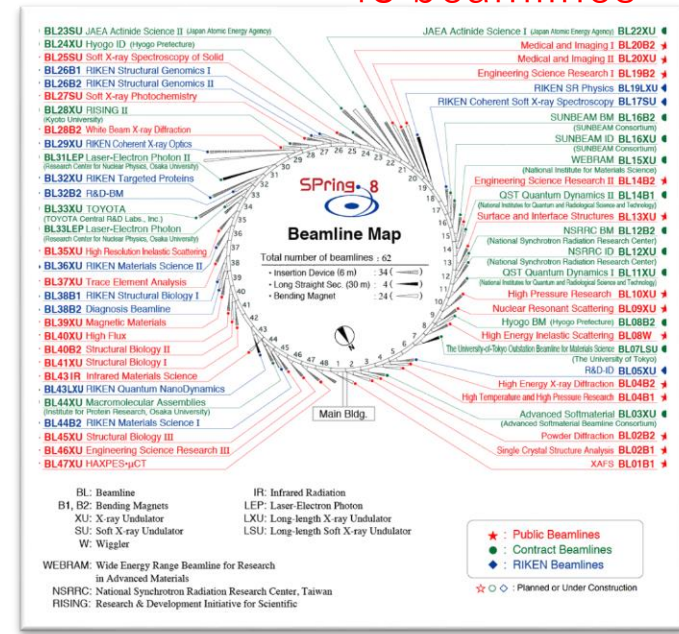 BL23SU JAEA Actinide Science II (Japan Atomic Energy Agency)
BL24XU Hyogo ID (Hyogo Prefecture)
BL25SU Soft X-ray Spectroscopy of Solid
BL26B1 RIKEN Structural Genomics I
BL26B2 RIKEN Structural Genomics II
BL27SU Soft X-ray Photochemistry
BL28XU RISING II
(Kyoto University)
BL28B2 White Beam X-ray Diffraction
BL29XU RIKEN Coherent X-ray Optics
BL31LEP Laser-Electron Photon II
(Research Center for Nuclear Physics, Osaka University)
BL32XU RIKEN Targeted Proteins
BL32B2 R&D-BM
BL33XU TOYOTA
(TOYOTA Central R&D Labs., Inc.)
BL33LEP Laser-Electron Photon
(Research Center for Nuclear Physics, Osaka University)
BL35XU High Resolution Inelastic Scattering
BL36XU RIKEN Materials Science II
BL37XU Trace Element Analysis
BL38B1 RIKEN Structural Biology I
BL38B2 Diagnosis Beamline
BL39XU Magnetic Materials
BL40XU High Flux
BL40B2 Structural Biology II
BL41XU Structural Biology I
BL43IR Infrared Materials Science
BL43LXU RIKEN Quantum NanoDynamics
BL44XU Macromolecular Assemblies
(Institute for Protein Research, Osaka University)
BL44B2 RIKEN Materials Science I
BL45XU Structural Biology III
BL46XU Engineering Science Research III
BL47XU HAXPES•μCT
JAEA Actinide Science I (Japan Atomic Energy Agency) BL22XU
Medical and Imaging I BL20B2
Medical and Imaging II BL20XU
Engineering Science Research I BL19B2
RIKEN SR Physics BL19LXU
RIKEN Coherent Soft X-ray Spectroscopy BL17SU
SUNBEAM BM BL16B2
(SUNBEAM Consortium)
SUNBEAM ID BL16XU
(SUNBEAM Consortium)
WEBRAM BL15XU
(National Institute for Materials Science)
Engineering Science Research II BL14B2
QST Quantum Dynamics II BL14B1
(National Institutes for Quantum and Radiological Science and Technology)
Surface and Interface Structures BL13XU
NSRRC BM BL12B2
(National Synchrotron Radiation Research Center)
NSRRC ID BL12XU
(National Synchrotron Radiation Research Center)
QST Quantum Dynamics I BL11XU
(National Institutes for Quantum and Radiological Science and Technology)
High Pressure Research BL10XU
Nuclear Resonant Scattering BL09XU
Hyogo BM (Hyogo Prefecture) BL08B2
High Energy Inelastic Scattering BL08W
The University-of-Tokyo Outstation Beamline for Materials Science BL07LSU
(The University of Tokyo)
R&D-ID BL05XU
High Energy X-ray Diffraction BL04B2
High Temperature and High Pressure Research BL04B1
Advanced Softmaterial BL03XU
(Advanced Softmaterial Beamline Consortium)
Powder Diffraction BL02B2
Single Crystal Structure Analysis BL02B1
XAFS BL01B1
SPring-8
Beamline Map
Total number of beamlines : 62
• Insertion Device (6 m) : 34 ( )
• Long Straight Sec. (30 m) : 4 ( )
• Bending Magnet : 24 ( )
Main Bldg.
BL: Beamline
B1, B2: Bending Magnets
XU: X-ray Undulator
SU: Soft X-ray Undulator
W: Wiggler
IR: Infrared Radiation
LEP: Laser-Electron Photon
LXU: Long-length X-ray Undulator
LSU: Long-length Soft X-ray Undulator
WEBRAM: Wide Energy Range Beamline for Research
in Advanced Materials
NSRRC: National Synchrotron Radiation Research Center, Taiwan
RISING: Research & Development Initiative for Scientific
★ : Public Beamlines
● : Contract Beamlines
◆ : RIKEN Beamlines
☆ ○ ◇ : Planned or Under Construction